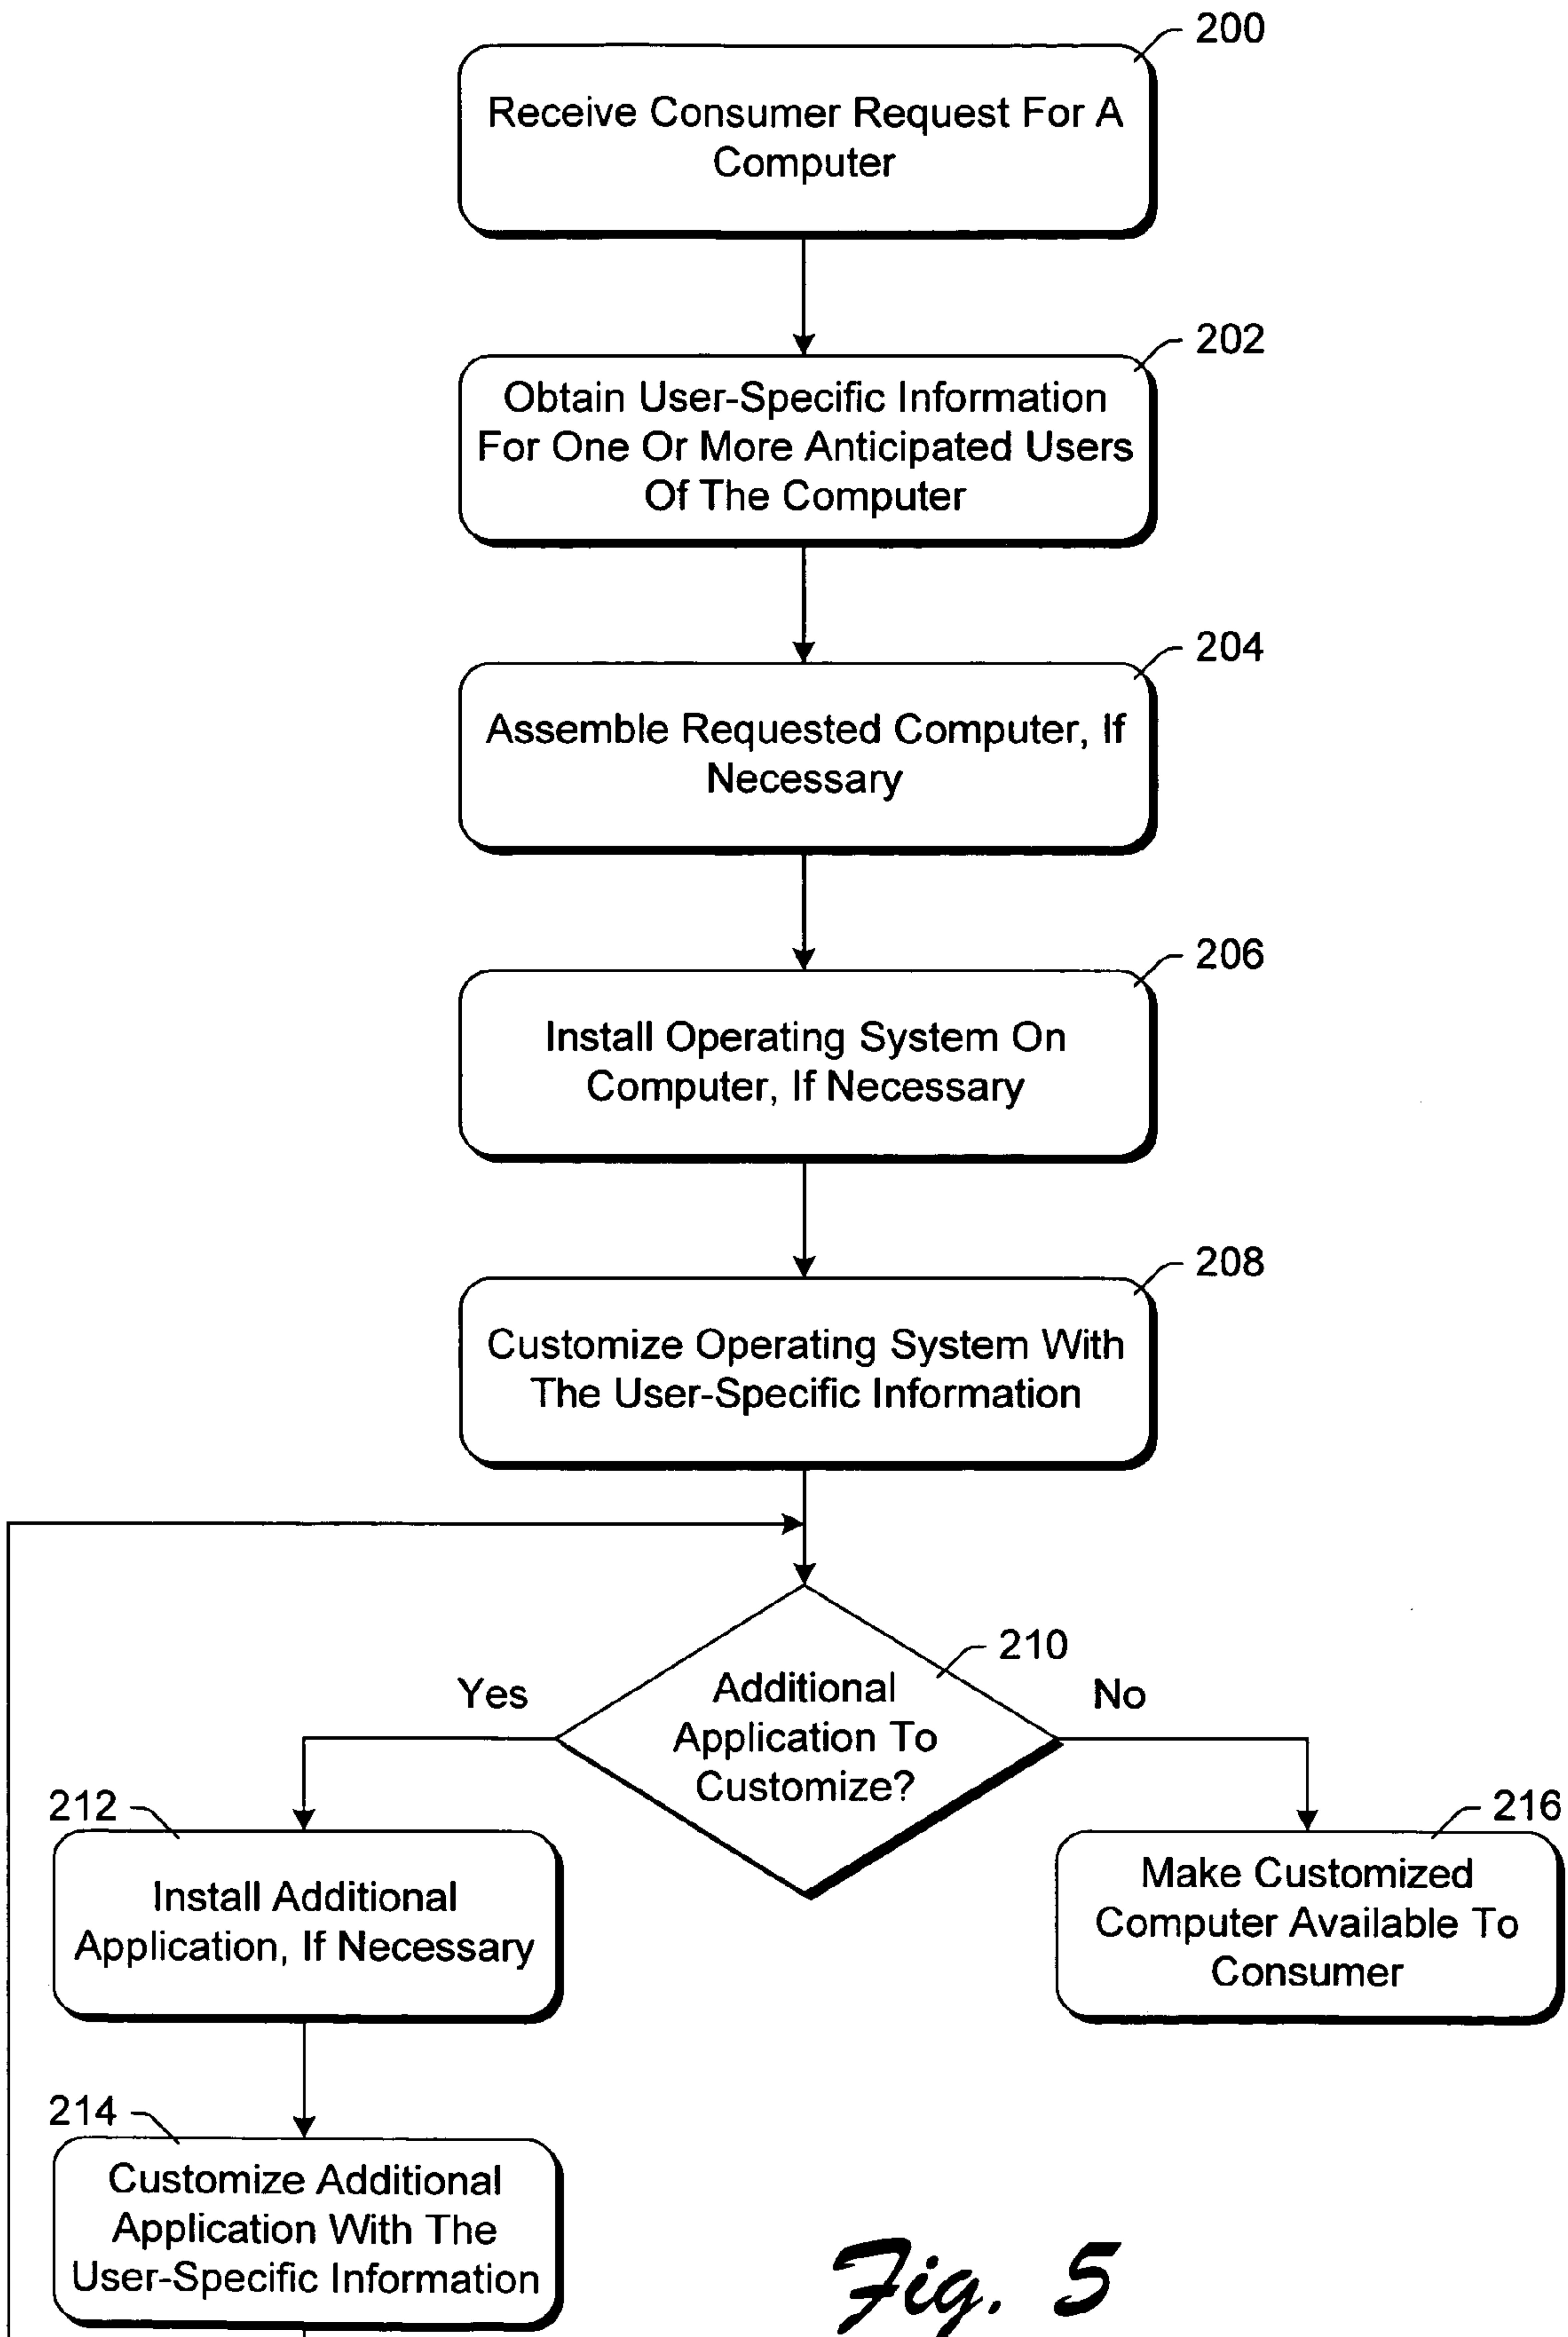 200
Receive Consumer Request For A
Computer
202
Obtain User-Specific Information
For One Or More Anticipated Users
Of The Computer
204
Assemble Requested Computer, If
Necessary
206
Install Operating System On
Computer, If Necessary
208
Customize Operating System With
The User-Specific Information
210
Additional
Application To
Customize?
Yes
No
212
Install Additional
Application, If Necessary
216
Make Customized
Computer Available To
Consumer
214
Customize Additional
Application With The
User-Specific Information
Fig. 5